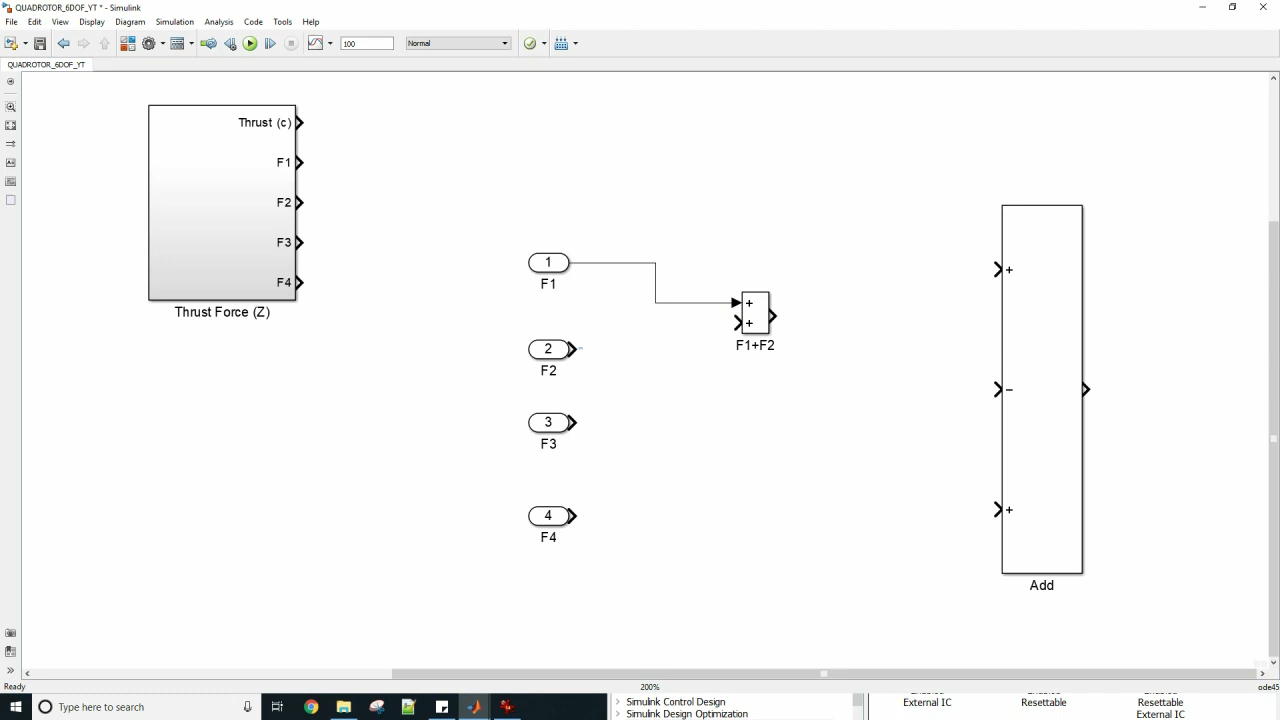 QUADROTOR_6DOF_YT * - Simulink
File Edit View Display Diagram Simulation Analysis Code Tools Help
100 Normal
QUADROTOR_6DOF_YT
Thrust (c)
F1
F2
F3
F4
Thrust Force (Z)
1
F1
+
+
F1+F2
2
F2
3
F3
4
F4
+
−
+
Add
Ready 200% ode45
Type here to search
Simulink Control Design
Simulink Design Optimization
External IC Resettable Resettable
External IC